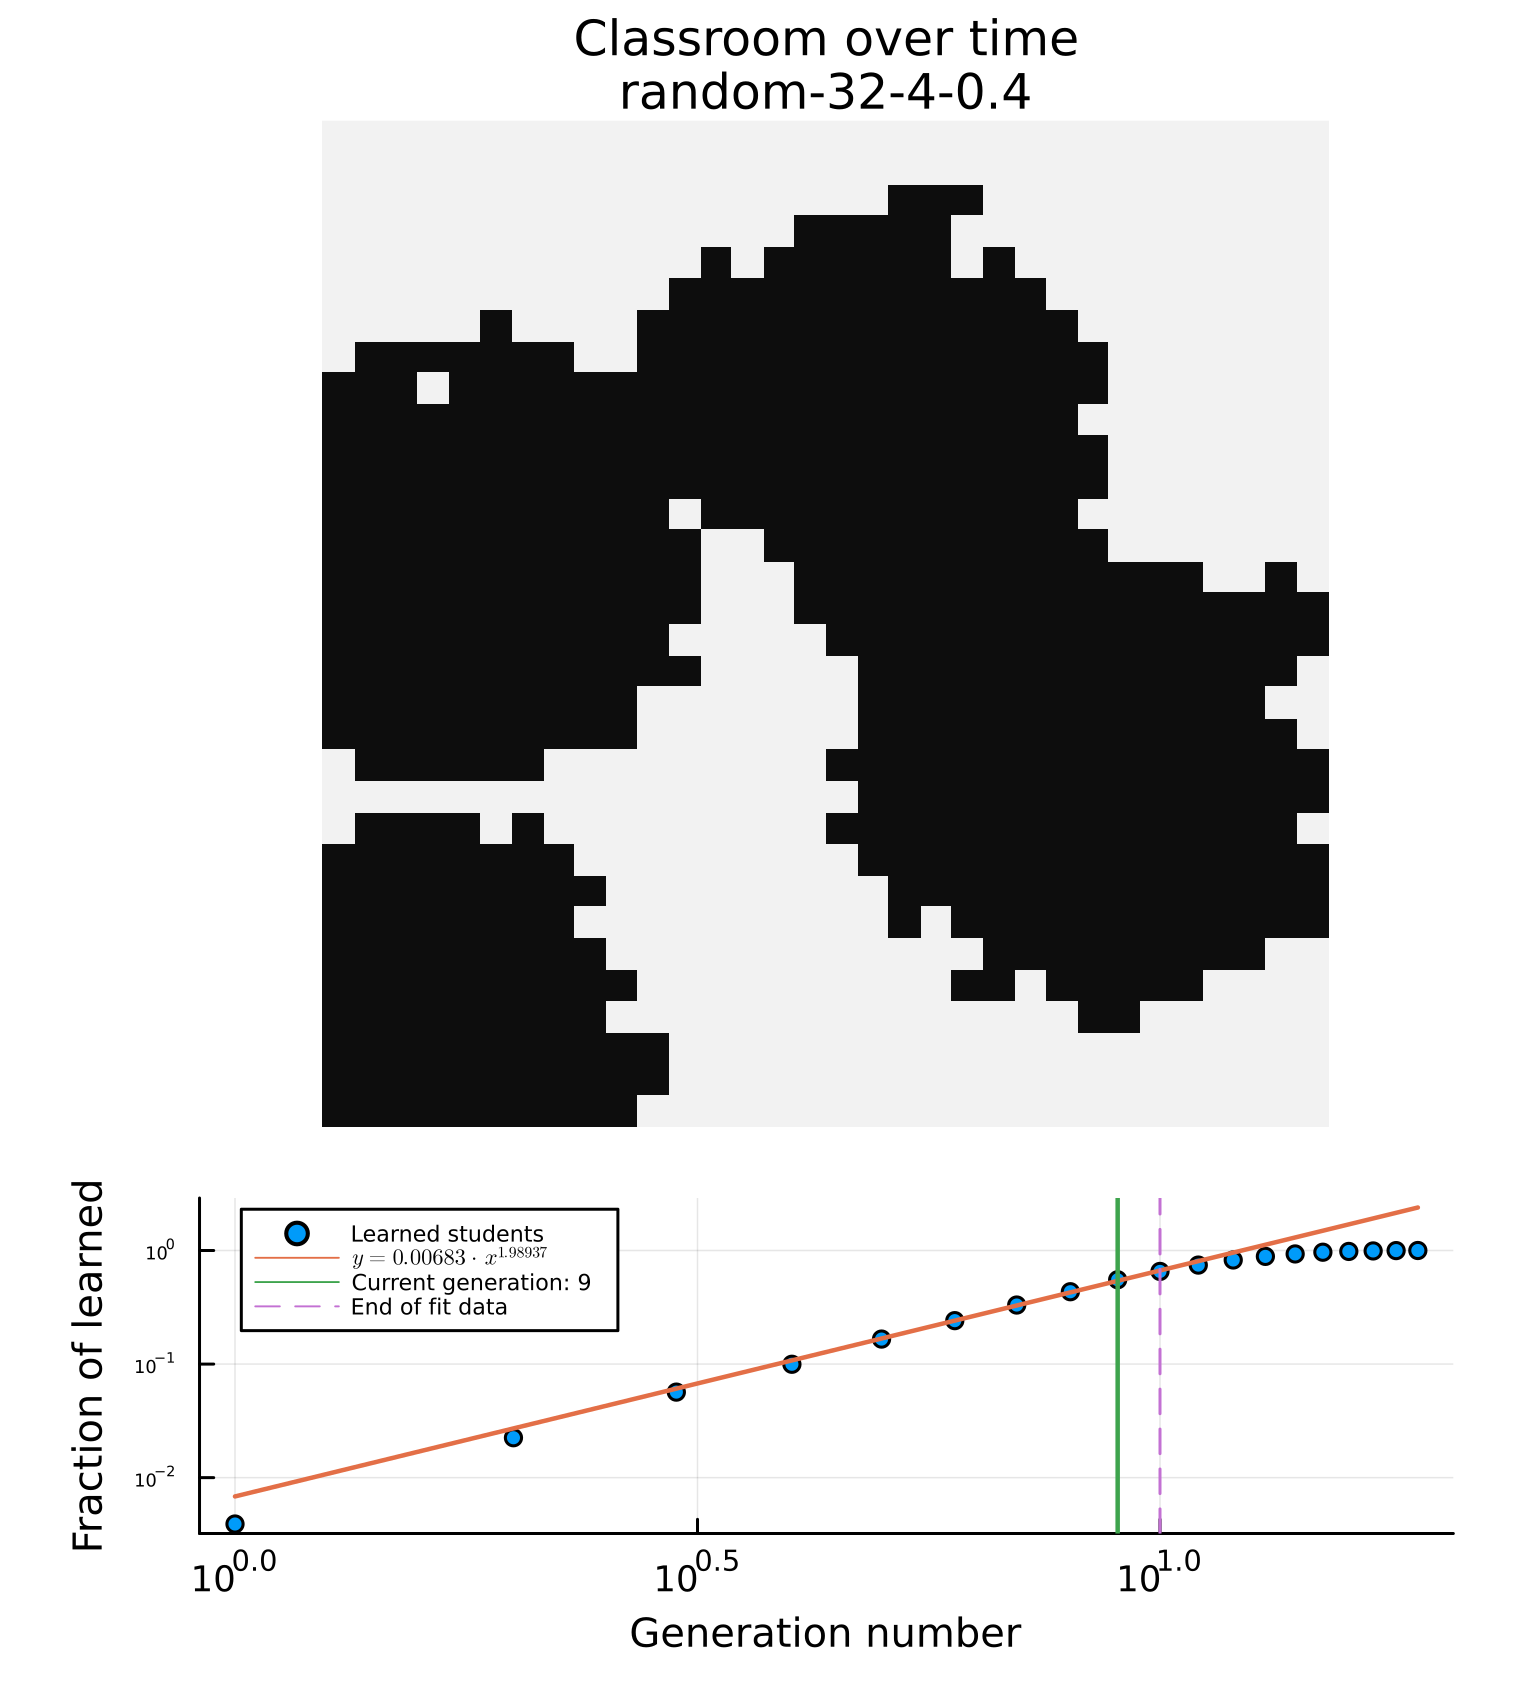 Classroom over time
random-32-4-0.4
Fraction of learned
10⁰
10⁻¹
10⁻²
Learned students
y = 0.00683 · x^1.98937
Current generation: 9
End of fit data
10^0.0
10^0.5
10^1.0
Generation number